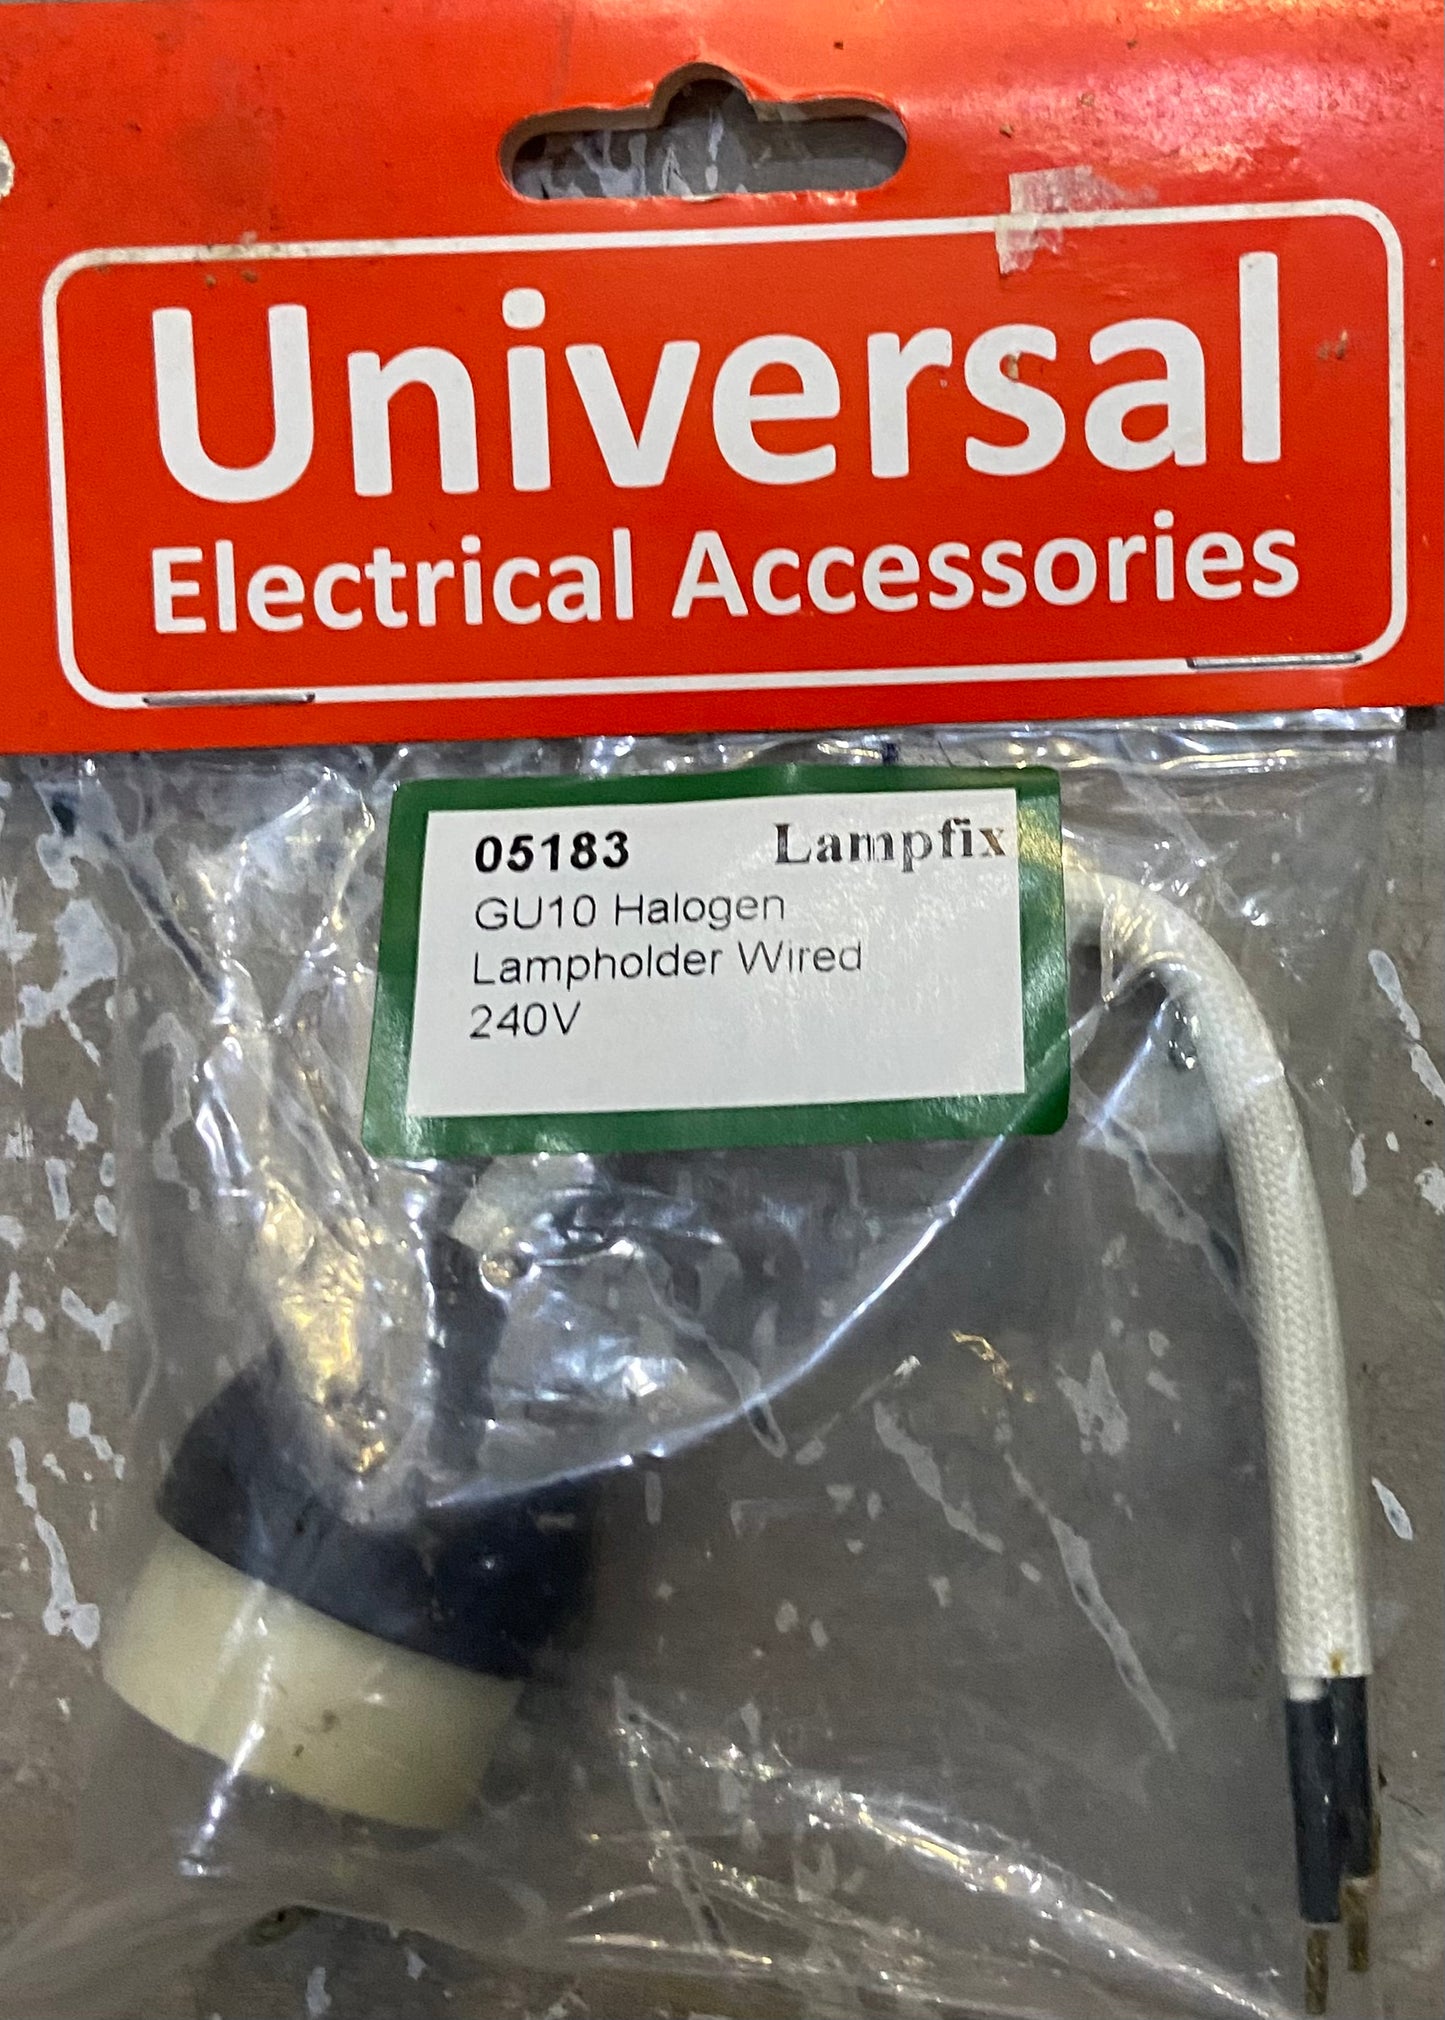 Universal
Electrical Accessories
05183 Lampfix
GU10 Halogen
Lampholder Wired
240V